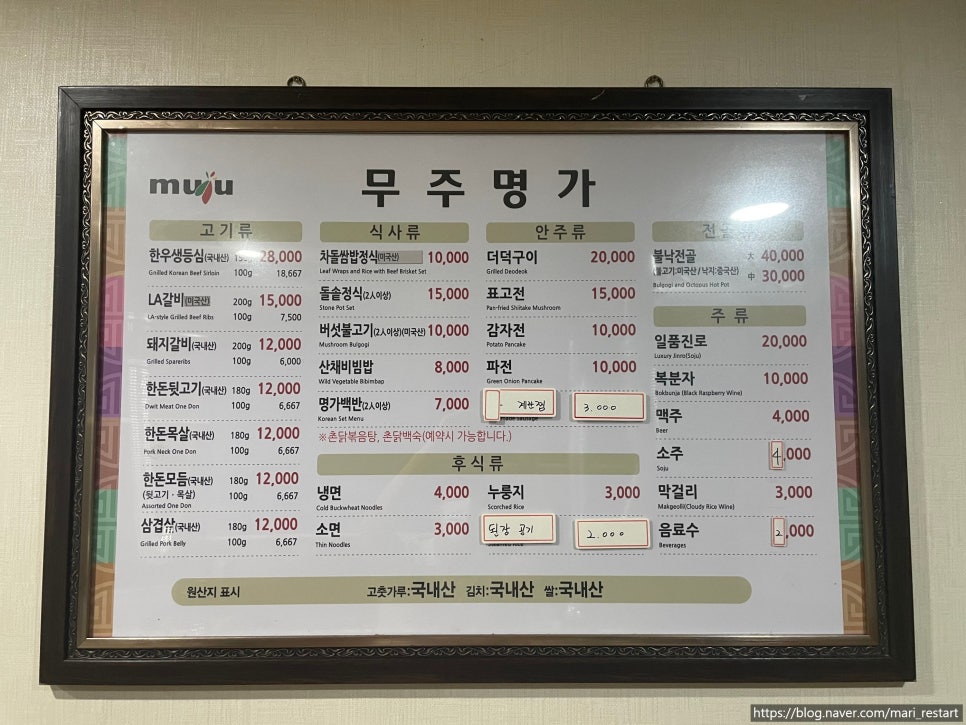 muju
무주명가
고기류
한우생등심(국내산) 28,000
Grilled Korean Beef Sirloin 100g 18,667
LA갈비(미국산) 200g 15,000
LA-style Grilled Beef Ribs 100g 7,500
돼지갈비(국내산) 200g 12,000
Grilled Spareribs 100g 6,000
한돈뒷고기(국내산) 180g 12,000
Dwit Meat One Don 100g 6,667
한돈목살(국내산) 180g 12,000
Pork Neck One Don 100g 6,667
한돈모듬(국내산) 180g 12,000
(뒷고기·목살) 100g 6,667
Assorted One Don
삼겹살(국내산) 180g 12,000
Grilled Pork Belly 100g 6,667
식사류
차돌쌈밥정식(미국산) 10,000
Leaf Wraps and Rice with Beef Brisket Set
돌솥정식(2인이상) 15,000
Stone Pot Set
버섯불고기(2인이상)(미국산) 10,000
Mushroom Bulgogi
산채비빔밥 8,000
Wild Vegetable Bibimbap
명가백반(2인이상) 7,000
Korean Set Menu
※촌닭볶음탕, 촌닭백숙(예약시 가능합니다.)
안주류
더덕구이 20,000
Grilled Deodeok
표고전 15,000
Pan-fried Shiitake Mushroom
감자전 10,000
Potato Pancake
파전 10,000
Green Onion Pancake
3.000
Sausage
후식류
냉면 4,000
Cold Buckwheat Noodles
소면 3,000
Thin Noodles
누룽지 3,000
Scorched Rice
된장 2.000
Rice
불낙전골 大 40,000
(불고기:미국산/낙지:중국산) 中 30,000
Bulgogi and Octopus Hot Pot
주류
일품진로 20,000
Luxury Jinro(Soju)
복분자 10,000
Bokbunja (Black Raspberry Wine)
맥주 4,000
Beer
소주 4,000
Soju
막걸리 3,000
Makgeolli(Cloudy Rice Wine)
음료수 2,000
Beverages
원산지 표시 고춧가루:국내산 김치:국내산 쌀:국내산
https://blog.naver.com/mari_restart